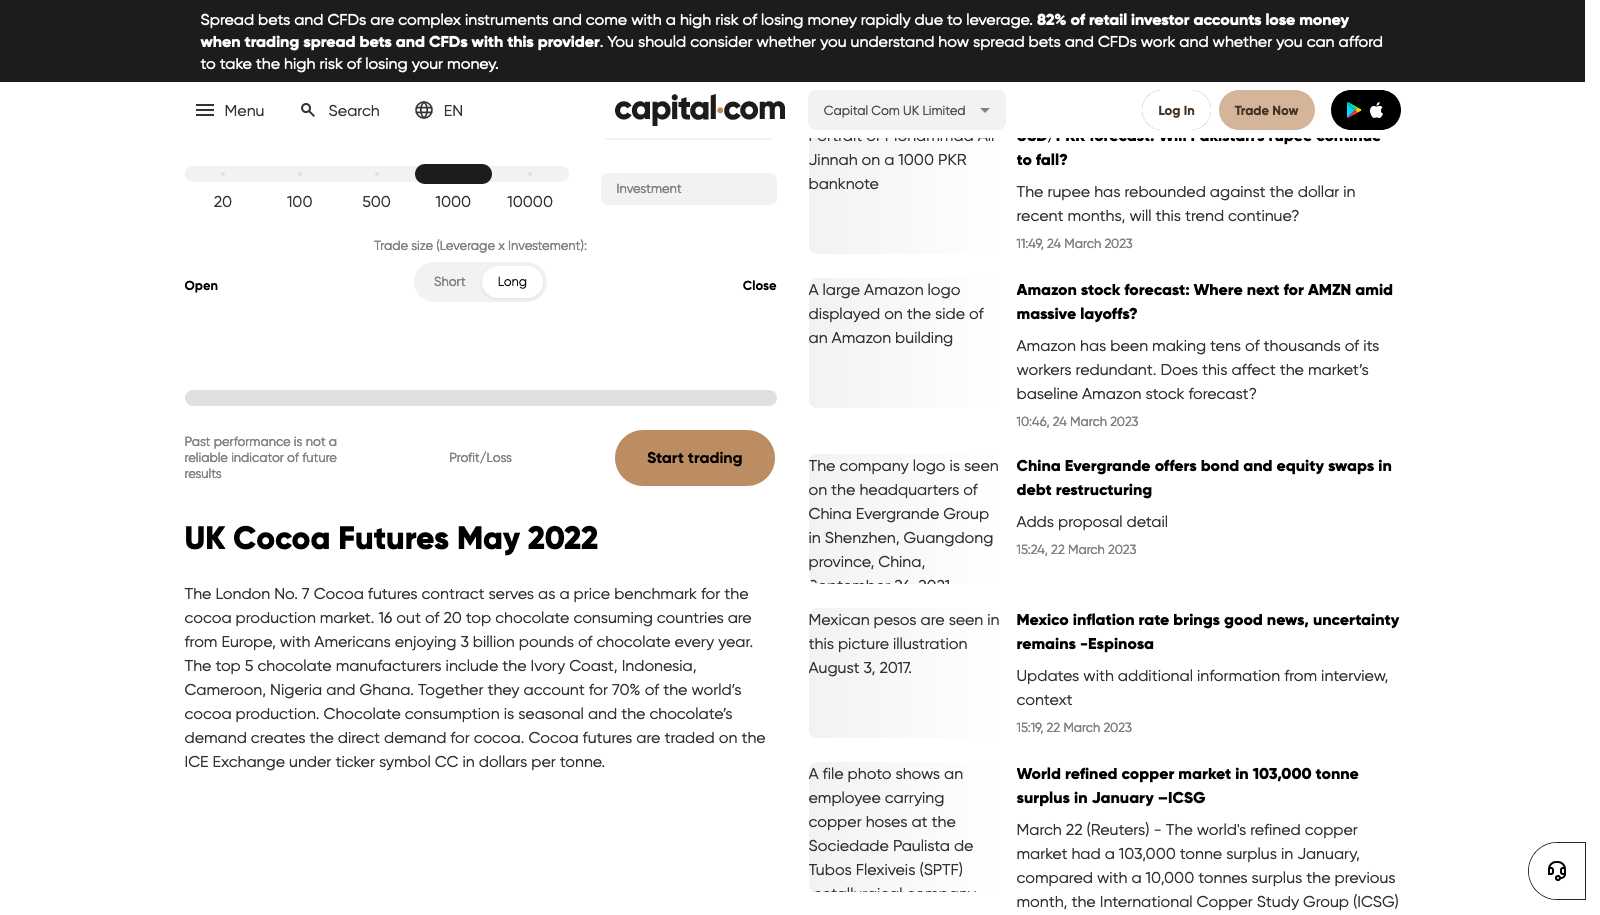 Spread bets and CFDs are complex instruments and come with a high risk of losing money rapidly due to leverage. 82% of retail investor accounts lose money
when trading spread bets and CFDs with this provider. You should consider whether you understand how spread bets and CFDs work and whether you can afford
to take the high risk of losing your money.
Menu
Search
EN
capital.com
Capital Com UK Limited
Log In
Trade Now
20
100
500
1000
10000
Investment
Trade size (Leverage x Investement):
Open
Short
Long
Close
Past performance is not a
reliable indicator of future
results
Profit/Loss
Start trading
UK Cocoa Futures May 2022
The London No. 7 Cocoa futures contract serves as a price benchmark for the
cocoa production market. 16 out of 20 top chocolate consuming countries are
from Europe, with Americans enjoying 3 billion pounds of chocolate every year.
The top 5 chocolate manufacturers include the Ivory Coast, Indonesia,
Cameroon, Nigeria and Ghana. Together they account for 70% of the world’s
cocoa production. Chocolate consumption is seasonal and the chocolate’s
demand creates the direct demand for cocoa. Cocoa futures are traded on the
ICE Exchange under ticker symbol CC in dollars per tonne.
Portrait of Mohammad Ali
Jinnah on a 1000 PKR
banknote
USD/PKR forecast: Will Pakistan's rupee continue
to fall?
The rupee has rebounded against the dollar in
recent months, will this trend continue?
11:49, 24 March 2023
A large Amazon logo
displayed on the side of
an Amazon building
Amazon stock forecast: Where next for AMZN amid
massive layoffs?
Amazon has been making tens of thousands of its
workers redundant. Does this affect the market’s
baseline Amazon stock forecast?
10:46, 24 March 2023
The company logo is seen
on the headquarters of
China Evergrande Group
in Shenzhen, Guangdong
province, China,
September 26, 2021
China Evergrande offers bond and equity swaps in
debt restructuring
Adds proposal detail
15:24, 22 March 2023
Mexican pesos are seen in
this picture illustration
August 3, 2017.
Mexico inflation rate brings good news, uncertainty
remains -Espinosa
Updates with additional information from interview,
context
15:19, 22 March 2023
A file photo shows an
employee carrying
copper hoses at the
Sociedade Paulista de
Tubos Flexiveis (SPTF)
metallurgical company
World refined copper market in 103,000 tonne
surplus in January –ICSG
March 22 (Reuters) - The world's refined copper
market had a 103,000 tonne surplus in January,
compared with a 10,000 tonnes surplus the previous
month, the International Copper Study Group (ICSG)